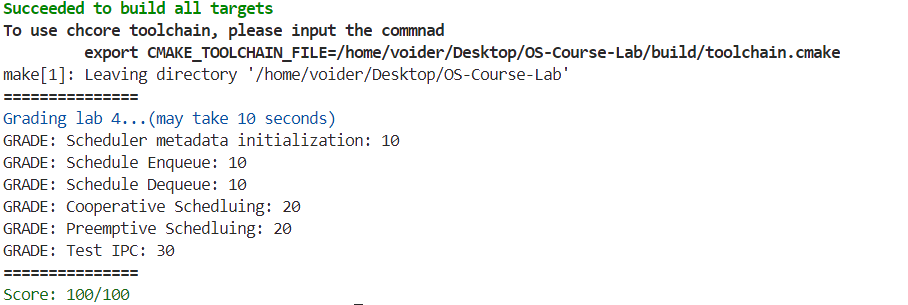 Succeeded to build all targets
To use chcore toolchain, please input the commnad
        export CMAKE_TOOLCHAIN_FILE=/home/voider/Desktop/OS-Course-Lab/build/toolchain.cmake
make[1]: Leaving directory '/home/voider/Desktop/OS-Course-Lab'
===============
Grading lab 4...(may take 10 seconds)
GRADE: Scheduler metadata initialization: 10
GRADE: Schedule Enqueue: 10
GRADE: Schedule Dequeue: 10
GRADE: Cooperative Schedluing: 20
GRADE: Preemptive Schedluing: 20
GRADE: Test IPC: 30
===============
Score: 100/100